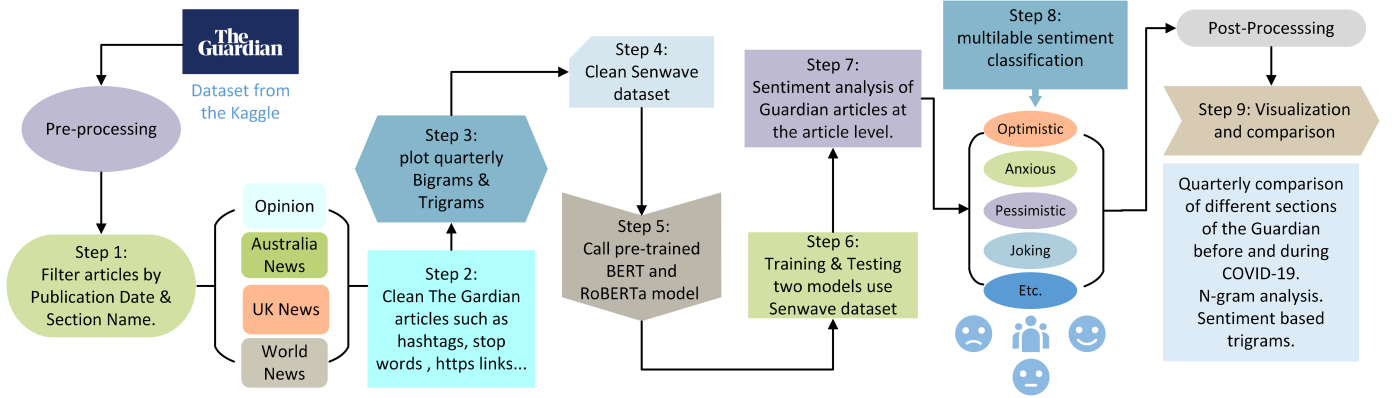 The
Guardian
Dataset from
the Kaggle
Pre-processing
Step 1:
Filter articles by
Publication Date &
Section Name.
Opinion
Australia
News
UK News
World
News
Step 2:
Clean The Gardian
articles such as
hashtags, stop
words , https links...
Step 3:
plot quarterly
Bigrams &
Trigrams
Step 4:
Clean Senwave
dataset
Step 5:
Call pre-trained
BERT and
RoBERTa model
Step 6:
Training & Testing
two models use
Senwave dataset
Step 7:
Sentiment analysis of
Guardian articles at
the article level.
Step 8:
multilable sentiment
classification
Optimistic
Anxious
Pessimistic
Joking
Etc.
Post-Processsing
Step 9: Visualization
and comparison
Quarterly comparison
of different sections
of the Guardian
before and during
COVID-19.
N-gram analysis.
Sentiment based
trigrams.